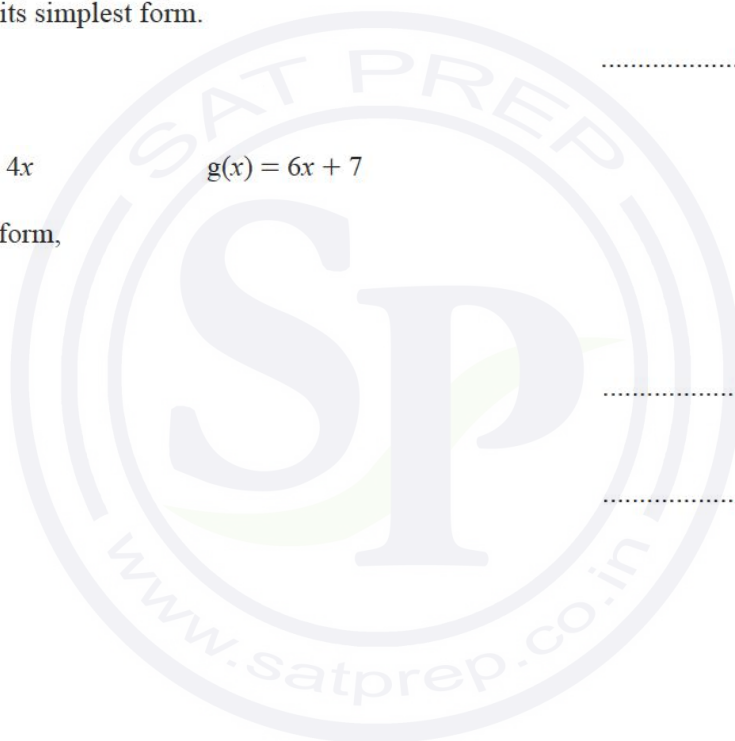 its simplest form.
....................
4x g(x) = 6x + 7
form,
....................
....................
SAT PREP
SP
www.satprep.co.in